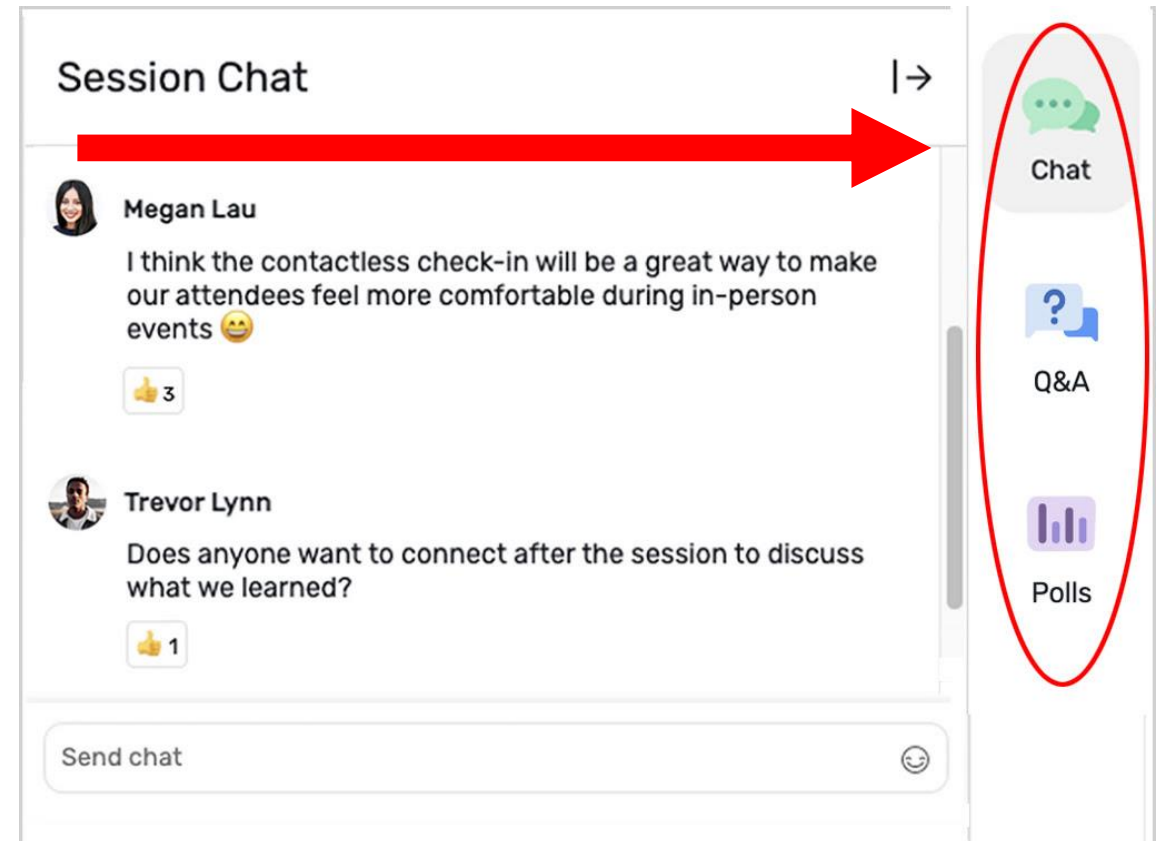 Session Chat
Chat
Megan Lau
I think the contactless check-in will be a great way to make
our attendees feel more comfortable during in-person
events 😄
👍 3
Q&A
Trevor Lynn
Does anyone want to connect after the session to discuss
what we learned?
👍 1
Polls
Send chat